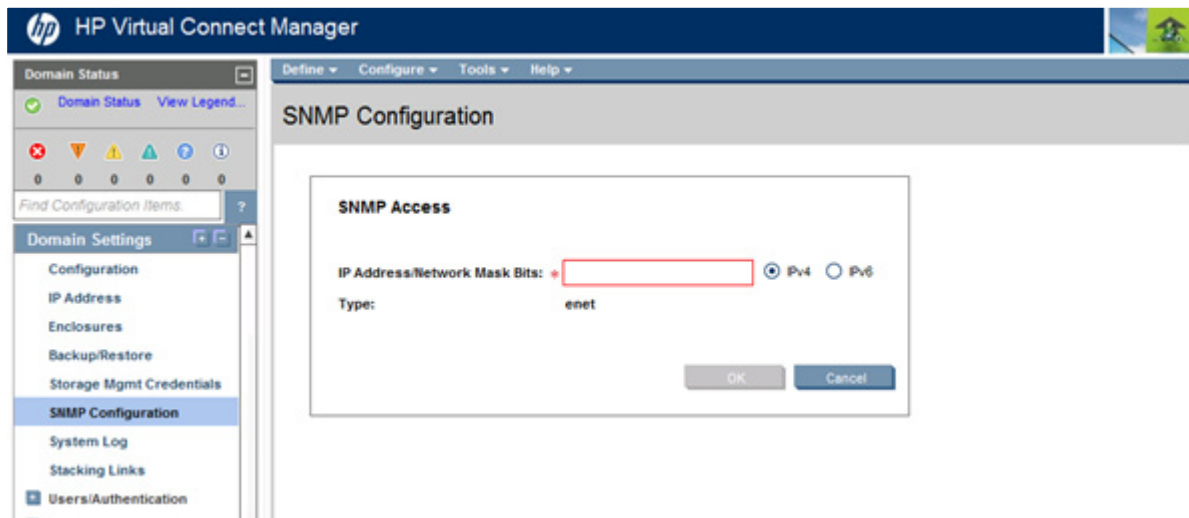 hp HP Virtual Connect Manager
Domain Status
Domain Status View Legend...
0 0 0 0 0 0
Find Configuration Items. ?
Domain Settings
Configuration
IP Address
Enclosures
Backup/Restore
Storage Mgmt Credentials
SNMP Configuration
System Log
Stacking Links
Users/Authentication
Define Configure Tools Help
SNMP Configuration
SNMP Access
IP Address/Network Mask Bits: * IPv4 IPv6
Type: enet
OK Cancel